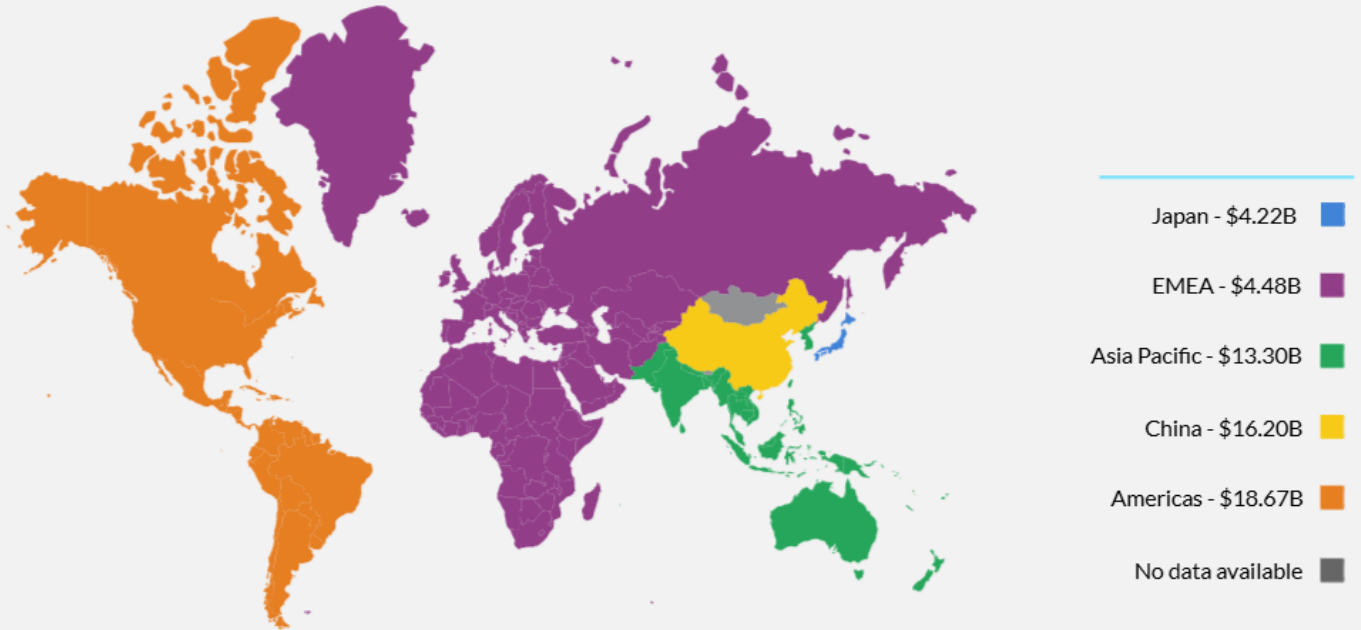 Japan - $4.22B
EMEA - $4.48B
Asia Pacific - $13.30B
China - $16.20B
Americas - $18.67B
No data available